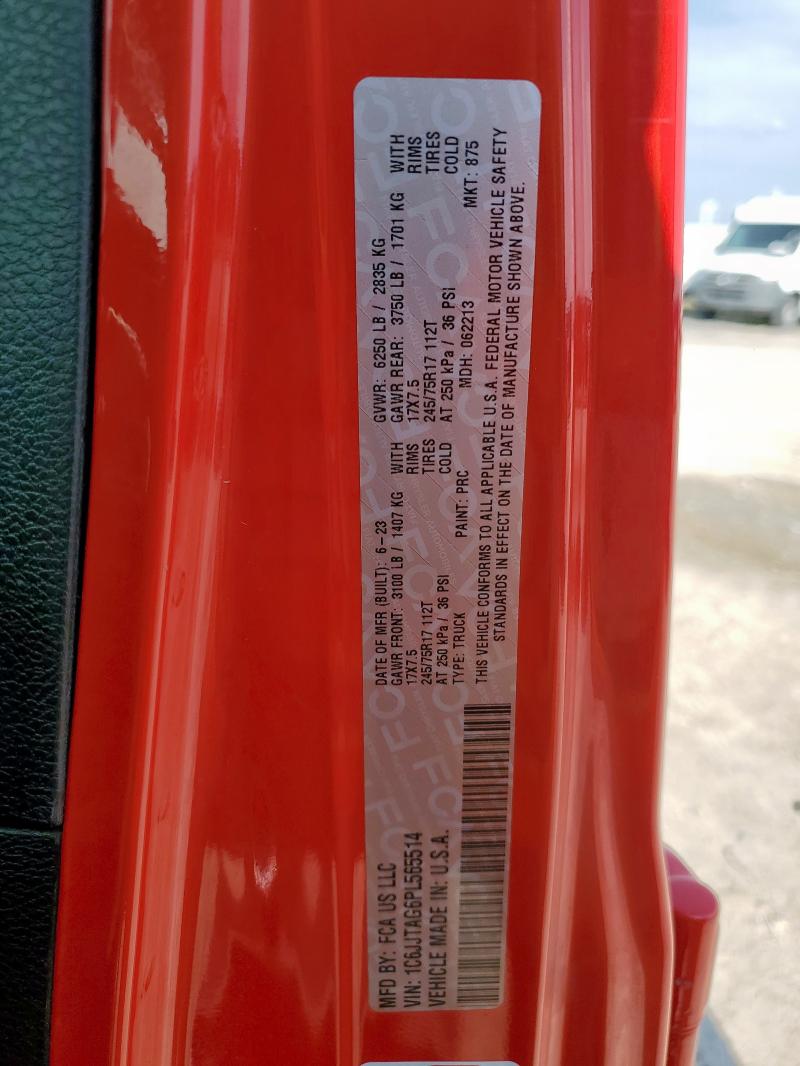 MFD BY: FCA US LLC
VIN: 1C6JJTAG6PL565514
VEHICLE MADE IN: U.S.A.
DATE OF MFR (BUILT): 6-23 GVWR: 6250 LB / 2835 KG
GAWR FRONT: 3100 LB / 1407 KG WITH GAWR REAR: 3750 LB / 1701 KG WITH
17X7.5 RIMS 17X7.5 RIMS
245/75R17 112T TIRES 245/75R17 112T TIRES
AT 250 kPa / 36 PSI COLD AT 250 kPa / 36 PSI COLD
TYPE: TRUCK PAINT: PRC MDH: 062213 MKT: 875
THIS VEHICLE CONFORMS TO ALL APPLICABLE U.S.A. FEDERAL MOTOR VEHICLE SAFETY
STANDARDS IN EFFECT ON THE DATE OF MANUFACTURE SHOWN ABOVE.